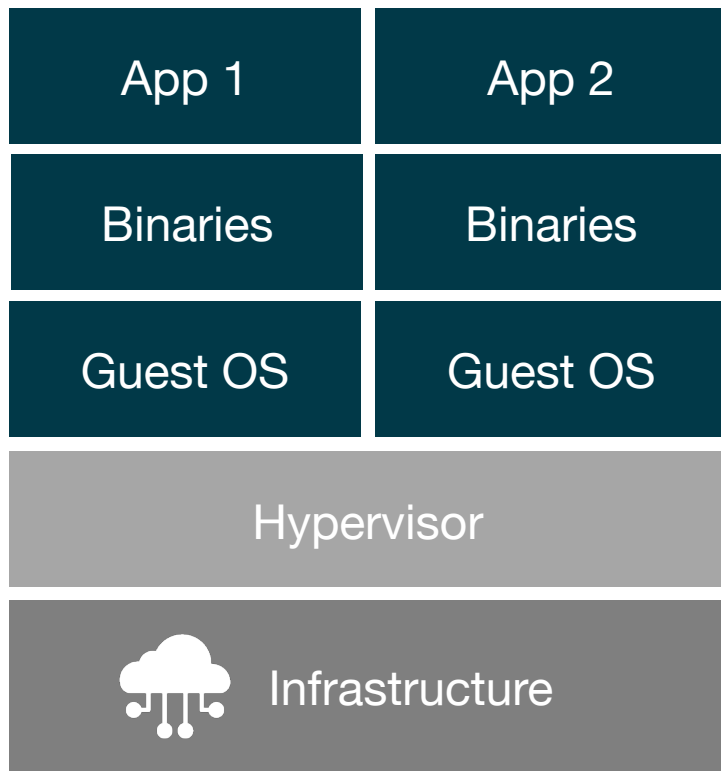 App 1
App 2
Binaries
Binaries
Guest OS
Guest OS
Hypervisor
Infrastructure